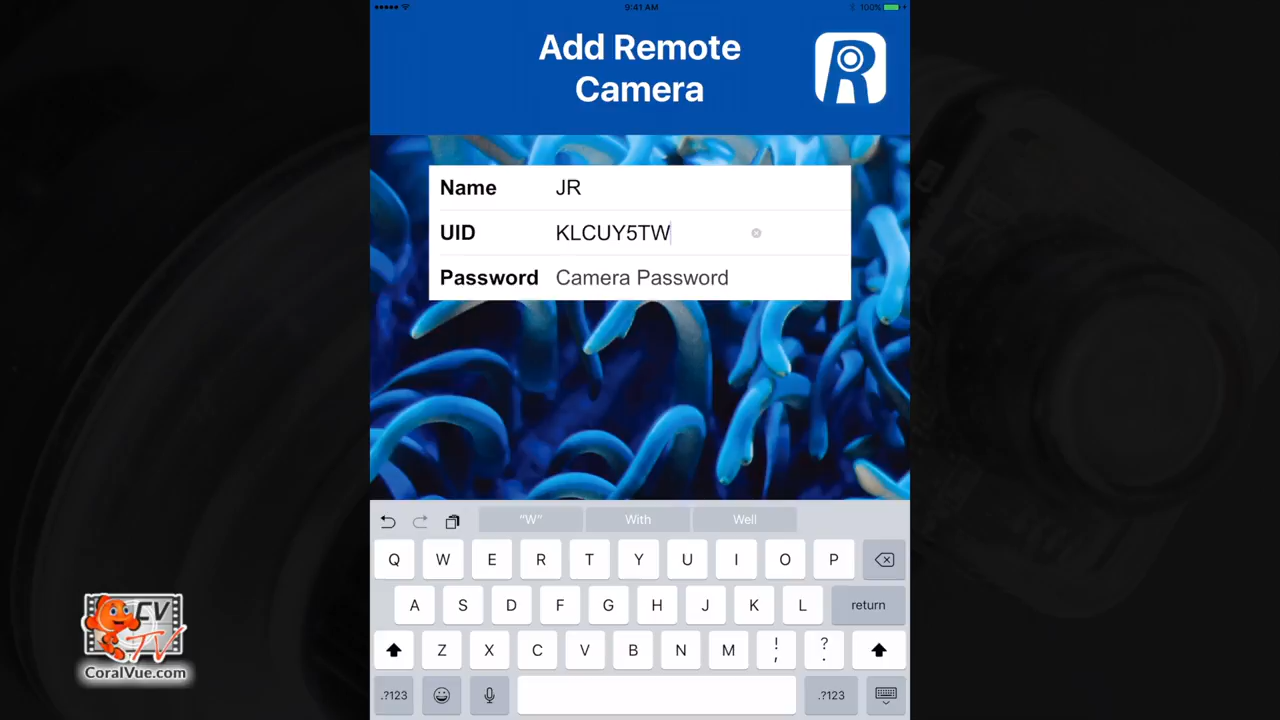 9:41 AM
100%
Add Remote
Camera
R
Name JR
UID KLCUY5TW
Password Camera Password
"W" With Well
Q W E R T Y U I O P
A S D F G H J K L return
Z X C V B N M ! , ? .
.?123 .?123
CV
TV
CoralVue.com